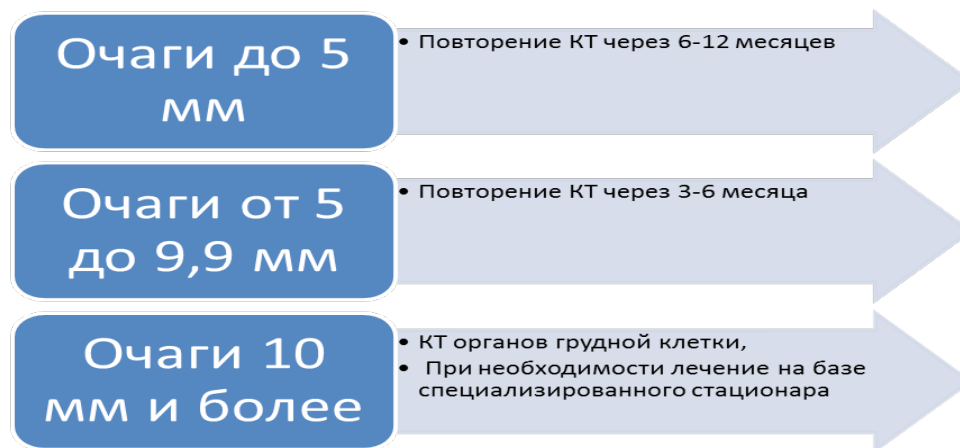 Очаги до 5
мм
• Повторение КТ через 6-12 месяцев
Очаги от 5
до 9,9 мм
• Повторение КТ через 3-6 месяца
Очаги 10
мм и более
• КТ органов грудной клетки,
• При необходимости лечение на базе
специализированного стационара